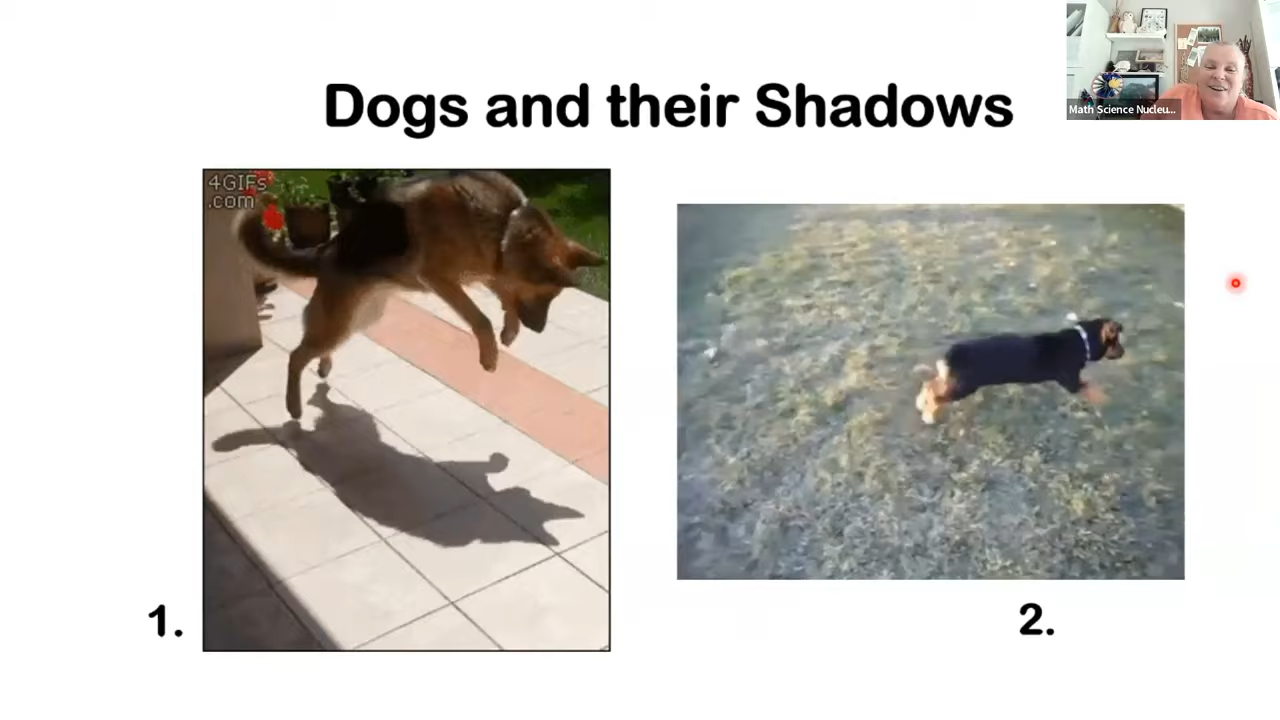 Dogs and their Shadows
Math Science Nucleu...
4GIFs
.com
1.
2.